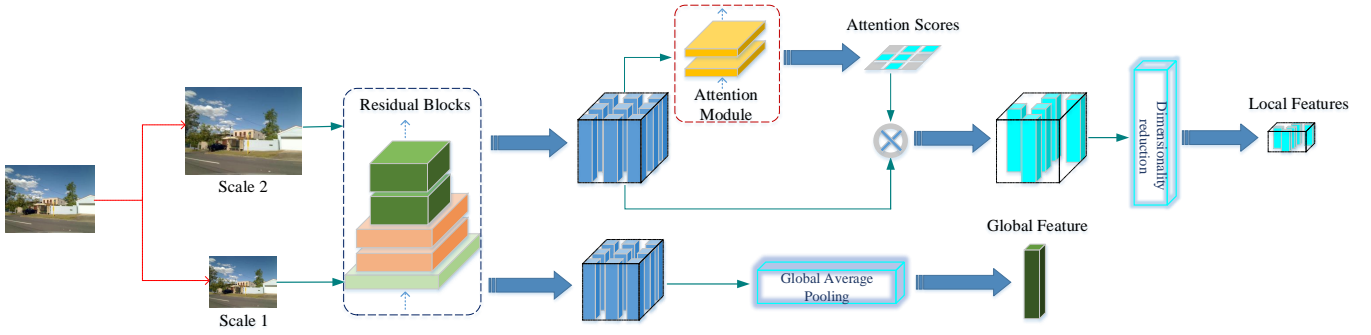 Attention Scores
Residual Blocks
Attention
Module
Dimensionality
reduction
Local Features
Scale 2
Global Feature
Global Average
Pooling
Scale 1